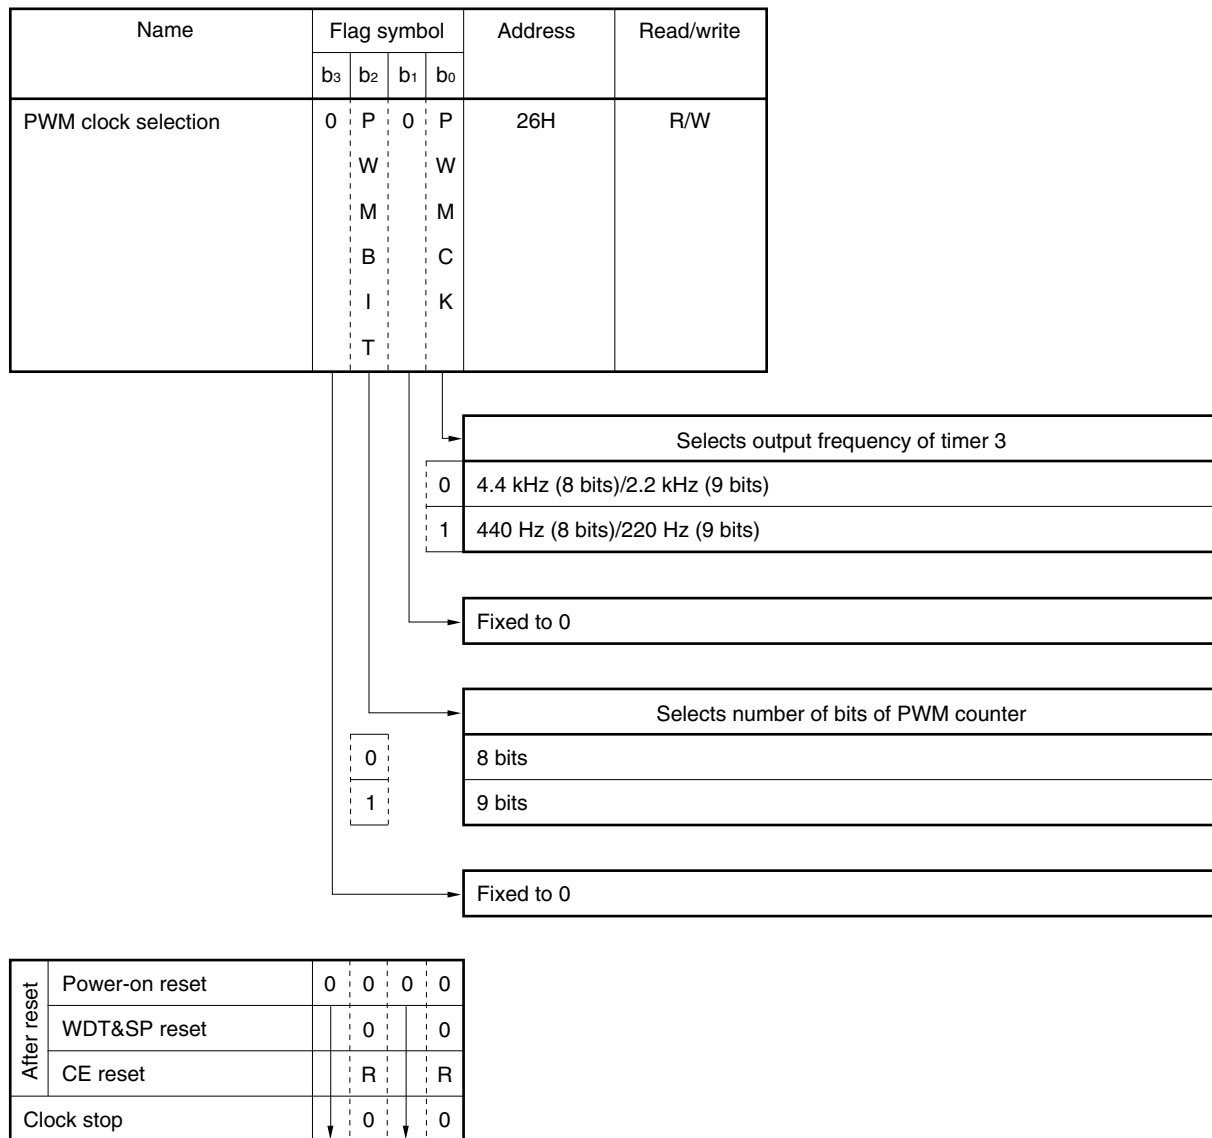 Name Flag symbol Address Read/write
b3 b2 b1 b0
PWM clock selection 0 P 0 P 26H R/W
W W
M M
B C
I K
T
Selects output frequency of timer 3
0 4.4 kHz (8 bits)/2.2 kHz (9 bits)
1 440 Hz (8 bits)/220 Hz (9 bits)
Fixed to 0
Selects number of bits of PWM counter
0 8 bits
1 9 bits
Fixed to 0
After reset
Power-on reset 0 0 0 0
WDT&SP reset 0 0
CE reset R R
Clock stop 0 0